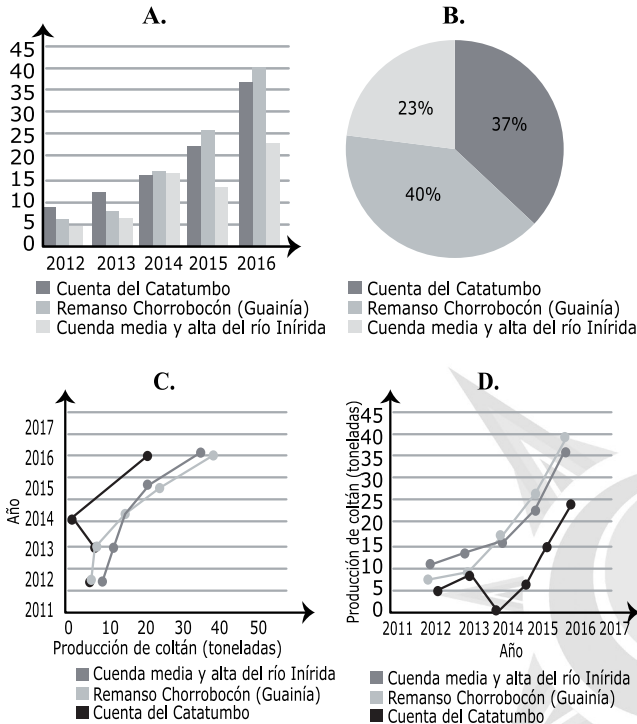 A.
45
40
35
30
25
20
15
10
5
0
2012 2013 2014 2015 2016
Cuenta del Catatumbo
Remanso Chorrobocón (Guainía)
Cuenda media y alta del río Inírida
B.
23%
37%
40%
Cuenta del Catatumbo
Remanso Chorrobocón (Guainía)
Cuenda media y alta del río Inírida
C.
Año
2017
2016
2015
2014
2013
2012
2011
0 10 20 30 40 50
Producción de coltán (toneladas)
Cuenda media y alta del río Inírida
Remanso Chorrobocón (Guainía)
Cuenta del Catatumbo
D.
Producción de coltán (toneladas)
45
40
35
30
25
20
15
10
5
0
2011 2012 2013 2014 2015 2016 2017
Año
Cuenda media y alta del río Inírida
Remanso Chorrobocón (Guainía)
Cuenta del Catatumbo